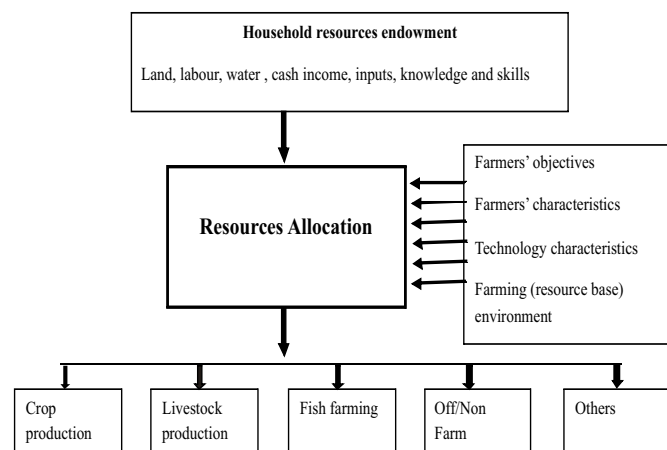 Household resources endowment
Land, labour, water , cash income, inputs, knowledge and skills
Resources Allocation
Farmers' objectives
Farmers' characteristics
Technology characteristics
Farming (resource base)
environment
Crop
production
Livestock
production
Fish farming
Off/Non
Farm
Others